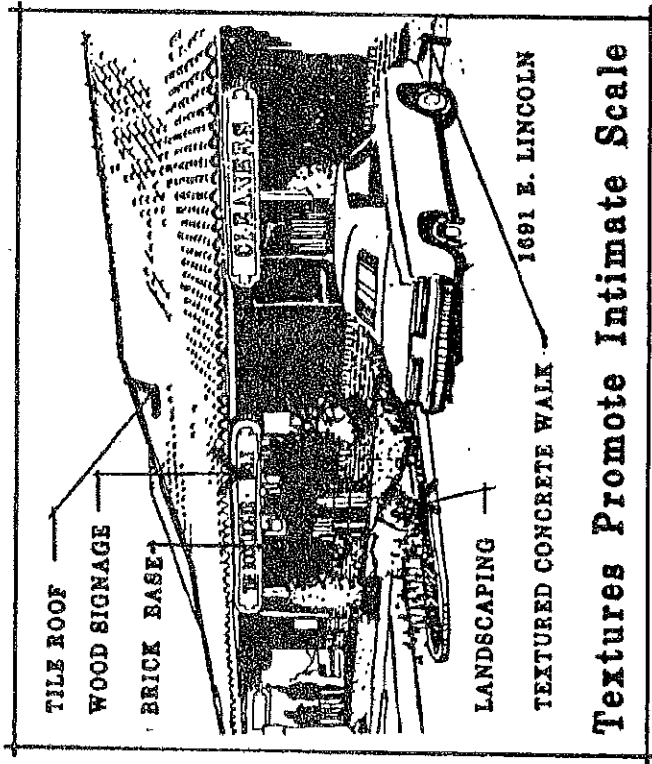 TILE ROOF
WOOD SIGNAGE
BRICK BASE
CLEANERS
LANDSCAPING
TEXTURED CONCRETE WALK
1691 E. LINCOLN
Textures Promote Intimate Scale